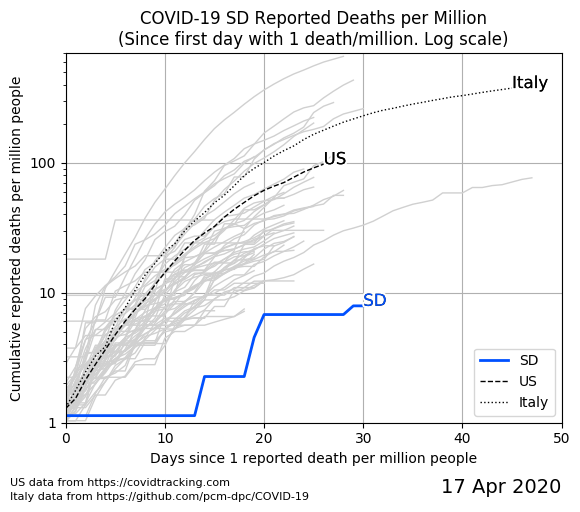 COVID-19 SD Reported Deaths per Million
(Since first day with 1 death/million. Log scale)
Cumulative reported deaths per million people
100
10
1
Italy
US
SD
SD
US
Italy
0 10 20 30 40 50
Days since 1 reported death per million people
US data from https://covidtracking.com
Italy data from https://github.com/pcm-dpc/COVID-19
17 Apr 2020